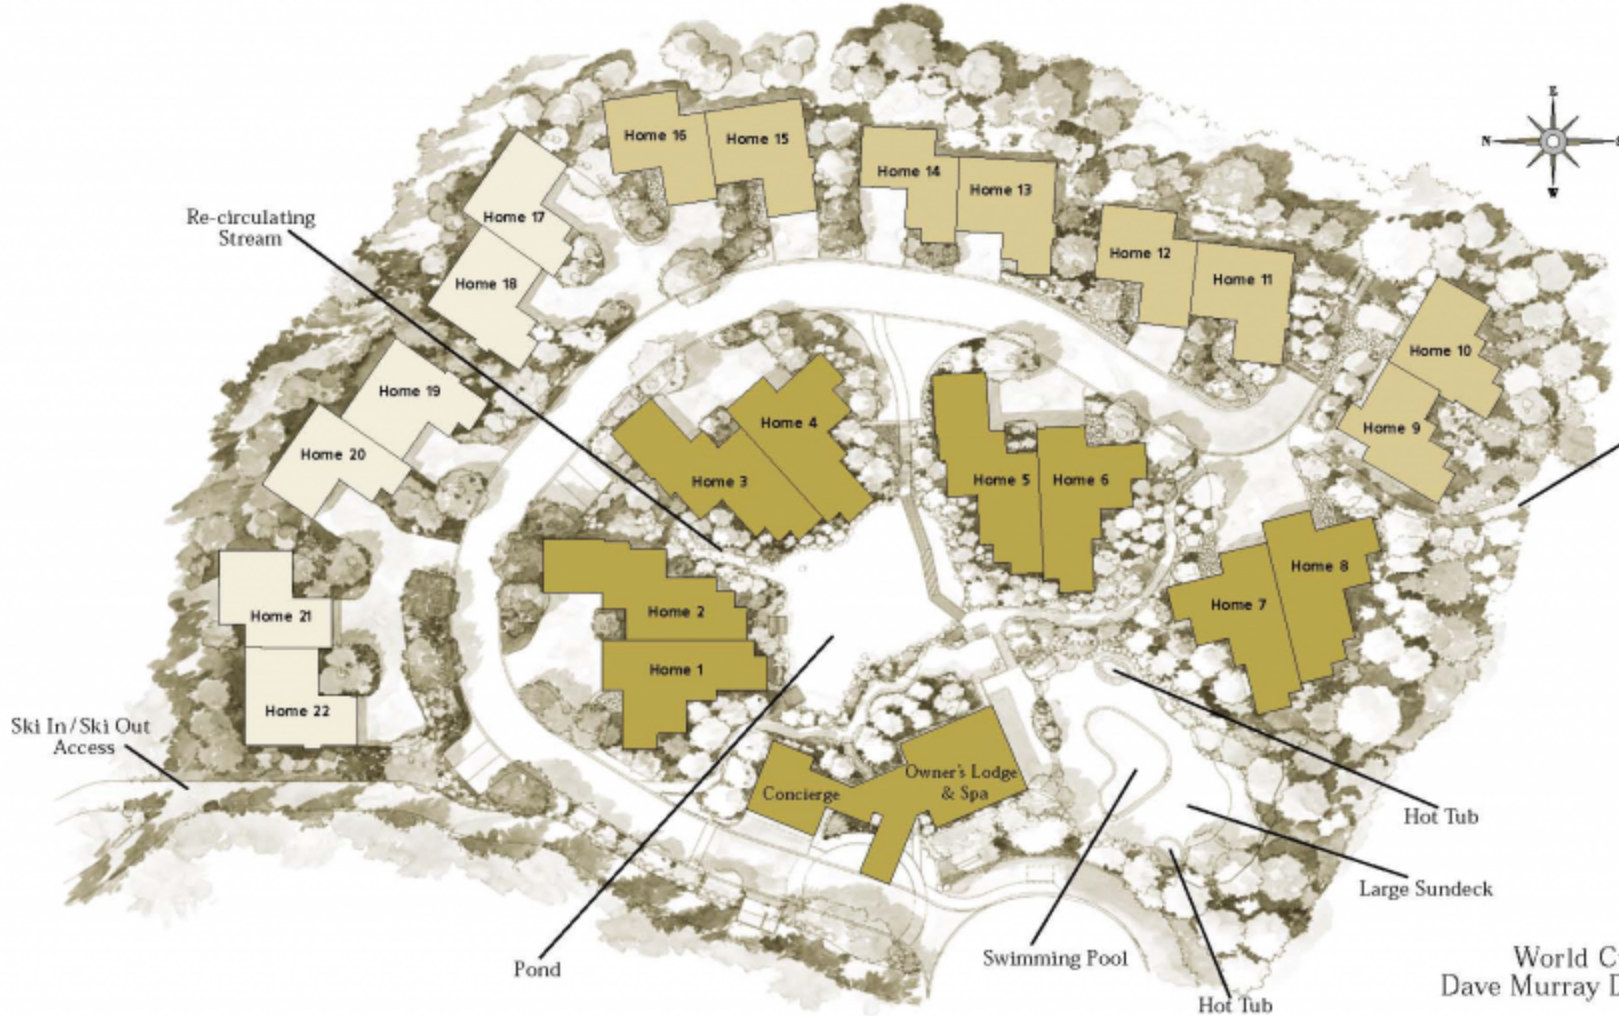 Home 16
Home 15
E
N
S
W
Home 14
Home 13
Home 17
Re-circulating
Stream
Home 12
Home 11
Home 18
Home 10
Home 19
Home 4
Home 9
Home 20
Home 3
Home 5
Home 6
Home 8
Home 7
Home 2
Home 21
Home 1
Home 22
Ski In/Ski Out
Access
Owner's Lodge
& Spa
Concierge
Hot Tub
Large Sundeck
Swimming Pool
Pond
Hot Tub
World
Dave Murray